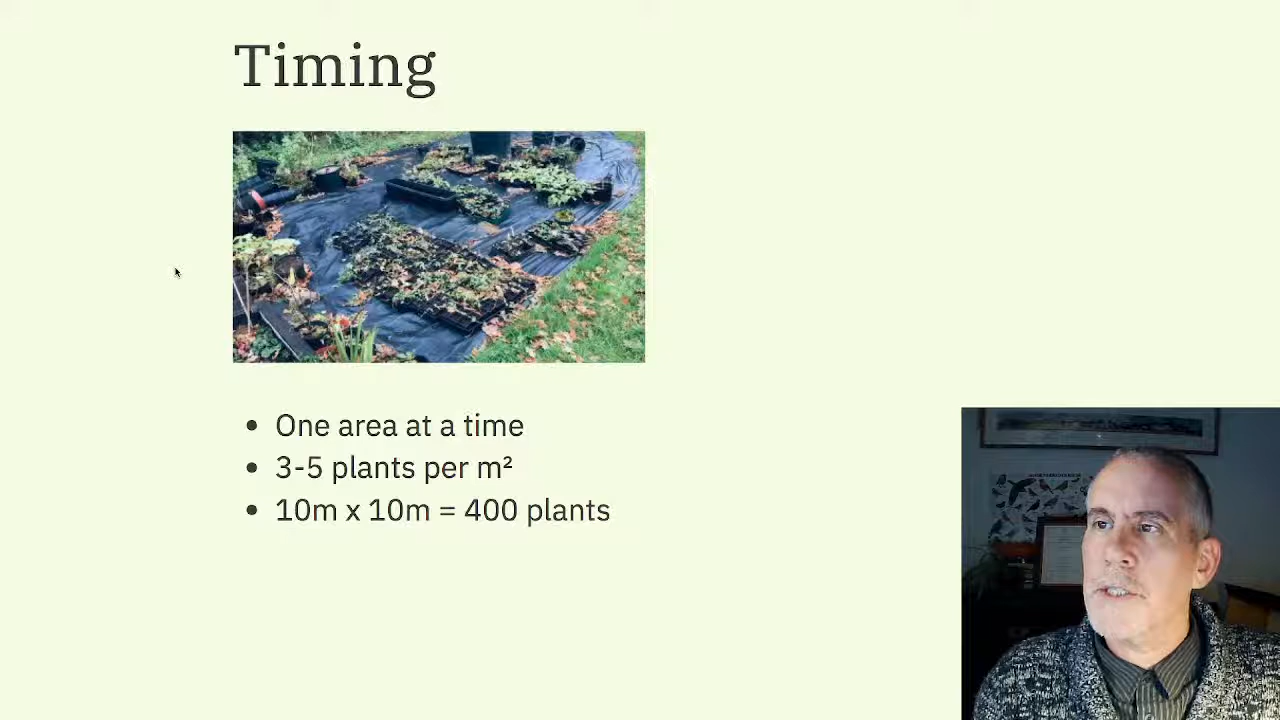 Timing
• One area at a time
• 3-5 plants per m²
• 10m x 10m = 400 plants